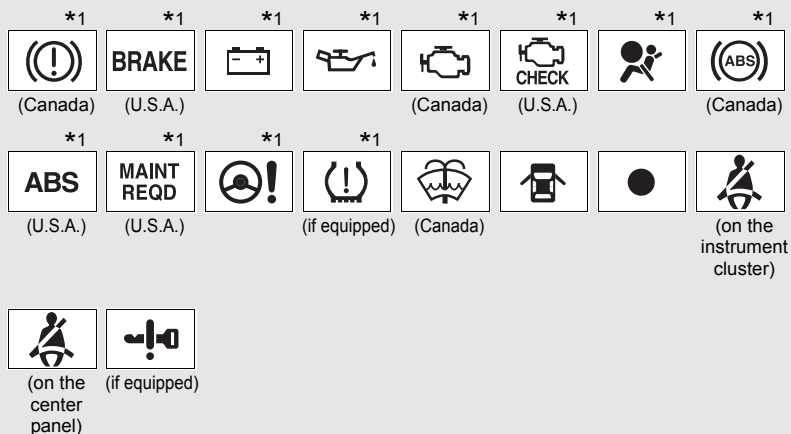 *1 *1 *1 *1 *1 *1 *1 *1
BRAKE CHECK ABS
(Canada) (U.S.A.) (Canada) (U.S.A.) (Canada)
*1 *1 *1 *1
ABS MAINT
REQD
(U.S.A.) (U.S.A.) (if equipped) (Canada) (on the
instrument
cluster)
(on the
center
panel) (if equipped)